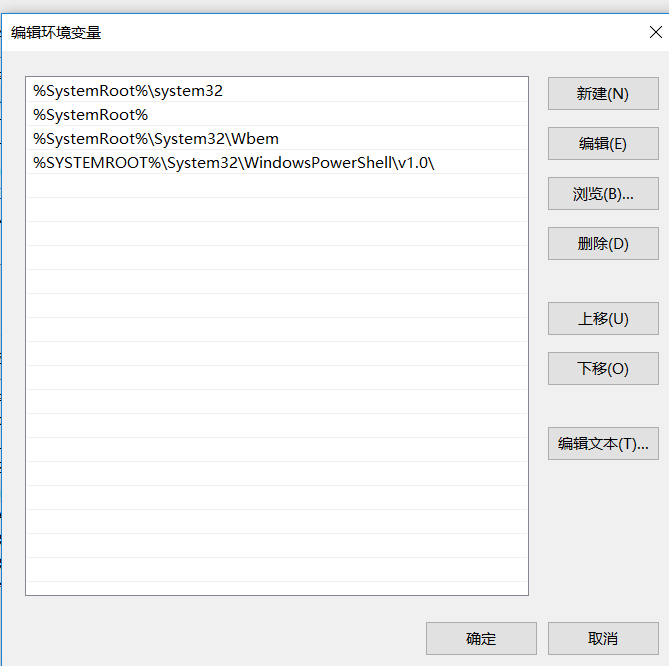 编辑环境变量
%SystemRoot%\system32
%SystemRoot%
%SystemRoot%\System32\Wbem
%SYSTEMROOT%\System32\WindowsPowerShell\v1.0\
新建(N)
编辑(E)
浏览(B)...
删除(D)
上移(U)
下移(O)
编辑文本(T)...
确定
取消